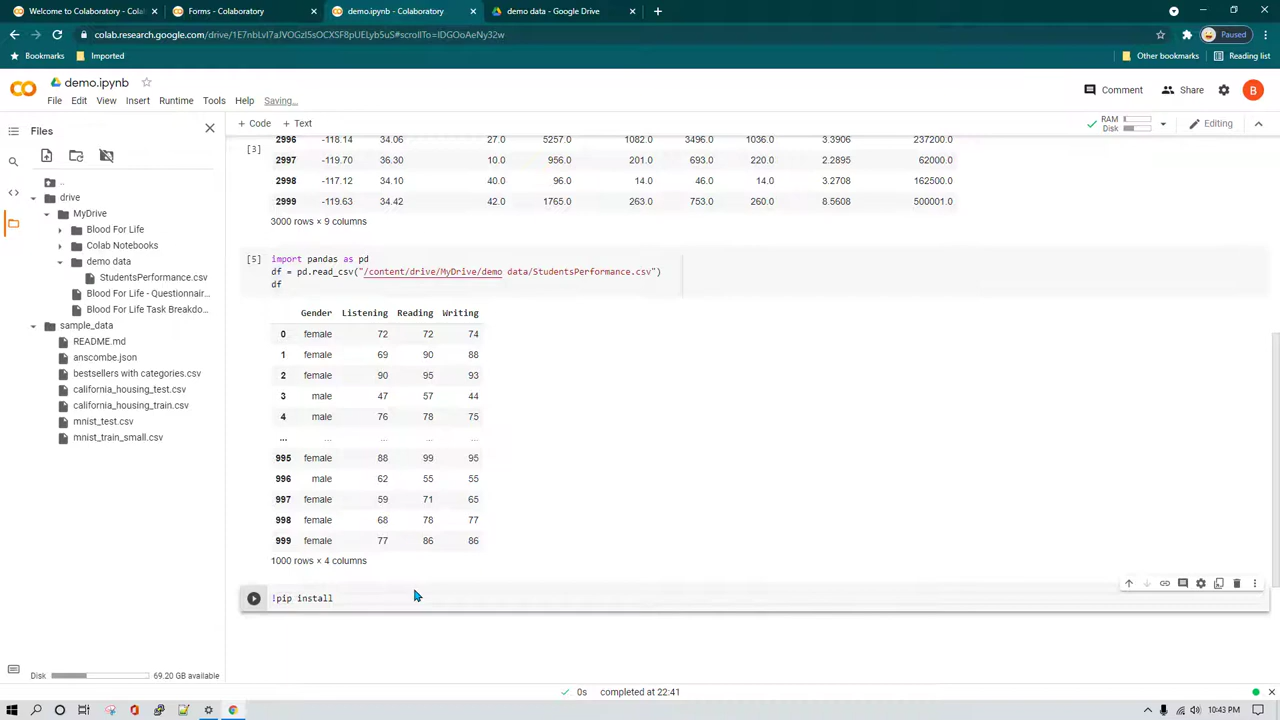 Welcome to Colaboratory - Colab
Forms - Colaboratory
demo.ipynb - Colaboratory
demo data - Google Drive
colab.research.google.com/drive/1E7nbLvI7aJVOGzI5sOCXSF8pUELyb5uS#scrollTo=IDGOoAeNy32w
Paused
Bookmarks
Imported
Other bookmarks
Reading list
demo.ipynb
File Edit View Insert Runtime Tools Help Saving...
Comment
Share
B
Files
+ Code + Text
RAM
Disk
Editing
..
drive
MyDrive
Blood For Life
Colab Notebooks
demo data
StudentsPerformance.csv
Blood For Life - Questionnair...
Blood For Life Task Breakdo...
sample_data
README.md
anscombe.json
bestsellers with categories.csv
california_housing_test.csv
california_housing_train.csv
mnist_test.csv
mnist_train_small.csv
Disk
69.20 GB available
[3]
2996 -118.14 34.06 27.0 5257.0 1082.0 3496.0 1036.0 3.3906 237200.0
2997 -119.70 36.30 10.0 956.0 201.0 693.0 220.0 2.2895 62000.0
2998 -117.12 34.10 40.0 96.0 14.0 46.0 14.0 3.2708 162500.0
2999 -119.63 34.42 42.0 1765.0 263.0 753.0 260.0 8.5608 500001.0
3000 rows × 9 columns
[5]
import pandas as pd
df = pd.read_csv("/content/drive/MyDrive/demo data/StudentsPerformance.csv")
df
Gender Listening Reading Writing
0 female 72 72 74
1 female 69 90 88
2 female 90 95 93
3 male 47 57 44
4 male 76 78 75
... ... ... ... ...
995 female 88 99 95
996 male 62 55 55
997 female 59 71 65
998 female 68 78 77
999 female 77 86 86
1000 rows × 4 columns
!pip install
0s completed at 22:41
10:43 PM